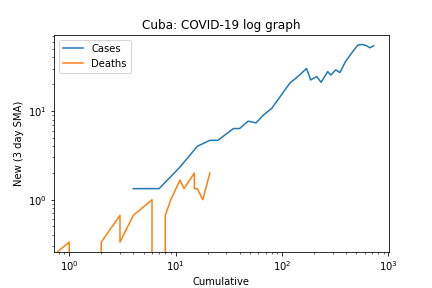 Cuba: COVID-19 log graph
Cases
Deaths
New (3 day SMA)
10¹
10⁰
10⁰ 10¹ 10² 10³
Cumulative